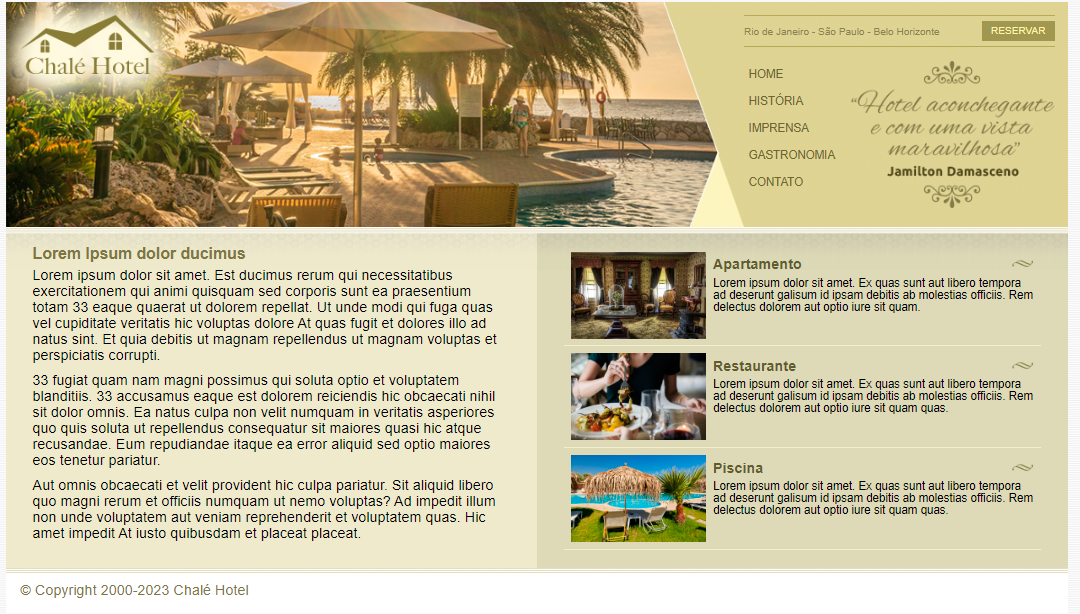 Chalé Hotel
Rio de Janeiro - São Paulo - Belo Horizonte
RESERVAR
HOME
HISTÓRIA
IMPRENSA
GASTRONOMIA
CONTATO
“Hotel aconchegante
e com uma vista
maravilhosa”
Jamilton Damasceno
Lorem Ipsum dolor ducimus
Lorem ipsum dolor sit amet. Est ducimus rerum qui necessitatibus
exercitationem qui animi quisquam sed corporis sunt ea praesentium
totam 33 eaque quaerat ut dolorem repellat. Ut unde modi qui fuga quas
vel cupiditate veritatis hic voluptas dolore At quas fugit et dolores illo ad
natus sint. Et quia debitis ut magnam repellendus ut magnam voluptas et
perspiciatis corrupti.
33 fugiat quam nam magni possimus qui soluta optio et voluptatem
blanditiis. 33 accusamus eaque est dolorem reiciendis hic obcaecati nihil
sit dolor omnis. Ea natus culpa non velit numquam in veritatis asperiores
quo quis soluta ut repellendus consequatur sit maiores quasi hic atque
recusandae. Eum repudiandae itaque ea error aliquid sed optio maiores
eos tenetur pariatur.
Aut omnis obcaecati et velit provident hic culpa pariatur. Sit aliquid libero
quo magni rerum et officiis numquam ut nemo voluptas? Ad impedit illum
non unde voluptatem aut veniam reprehenderit et voluptatem quas. Hic
amet impedit At iusto quibusdam et placeat placeat.
Apartamento
Lorem ipsum dolor sit amet. Ex quas sunt aut libero tempora
ad deserunt galisum id ipsam debitis ab molestias officiis. Rem
delectus dolorem aut optio iure sit quam.
Restaurante
Lorem ipsum dolor sit amet. Ex quas sunt aut libero tempora
ad deserunt galisum id ipsam debitis ab molestias officiis. Rem
delectus dolorem aut optio iure sit quam quas.
Piscina
Lorem ipsum dolor sit amet. Ex quas sunt aut libero tempora
ad deserunt galisum id ipsam debitis ab molestias officiis. Rem
delectus dolorem aut optio iure sit quam quas.
© Copyright 2000-2023 Chalé Hotel